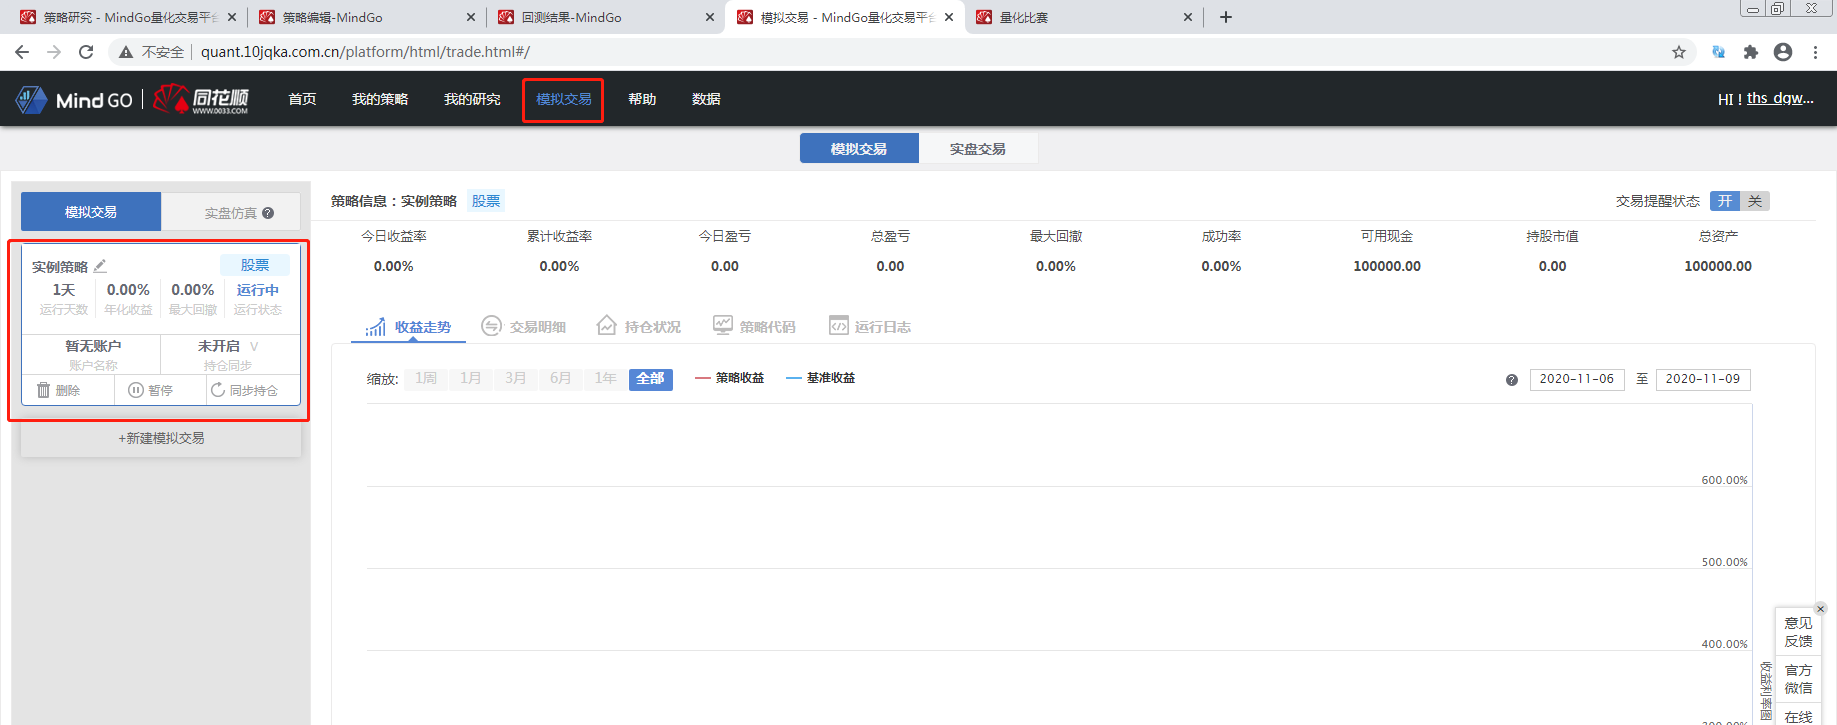 策略研究 - MindGo量化交易平台
策略编辑-MindGo
回测结果-MindGo
模拟交易 - MindGo量化交易平台
量化比赛
不安全 quant.10jqka.com.cn/platform/html/trade.html#/
Mind GO 同花顺 WWW.0033.COM 首页 我的策略 我的研究 模拟交易 帮助 数据 HI ! ths_dgw...
模拟交易 实盘交易
模拟交易 实盘仿真 ?
实例策略 股票
1天 0.00% 0.00% 运行中
运行天数 年化收益 最大回撤 运行状态
暂无账户 未开启
账户名称 持仓同步
删除 暂停 同步持仓
+新建模拟交易
策略信息：实例策略 股票 交易提醒状态 开 关
今日收益率 累计收益率 今日盈亏 总盈亏 最大回撤 成功率 可用现金 持股市值 总资产
0.00% 0.00% 0.00 0.00 0.00% 0.00% 100000.00 0.00 100000.00
收益走势 交易明细 持仓状况 策略代码 运行日志
缩放: 1周 1月 3月 6月 1年 全部 策略收益 基准收益 ? 2020-11-06 至 2020-11-09
600.00%
500.00%
400.00%
收益利率图
意见
反馈
官方
微信
在线